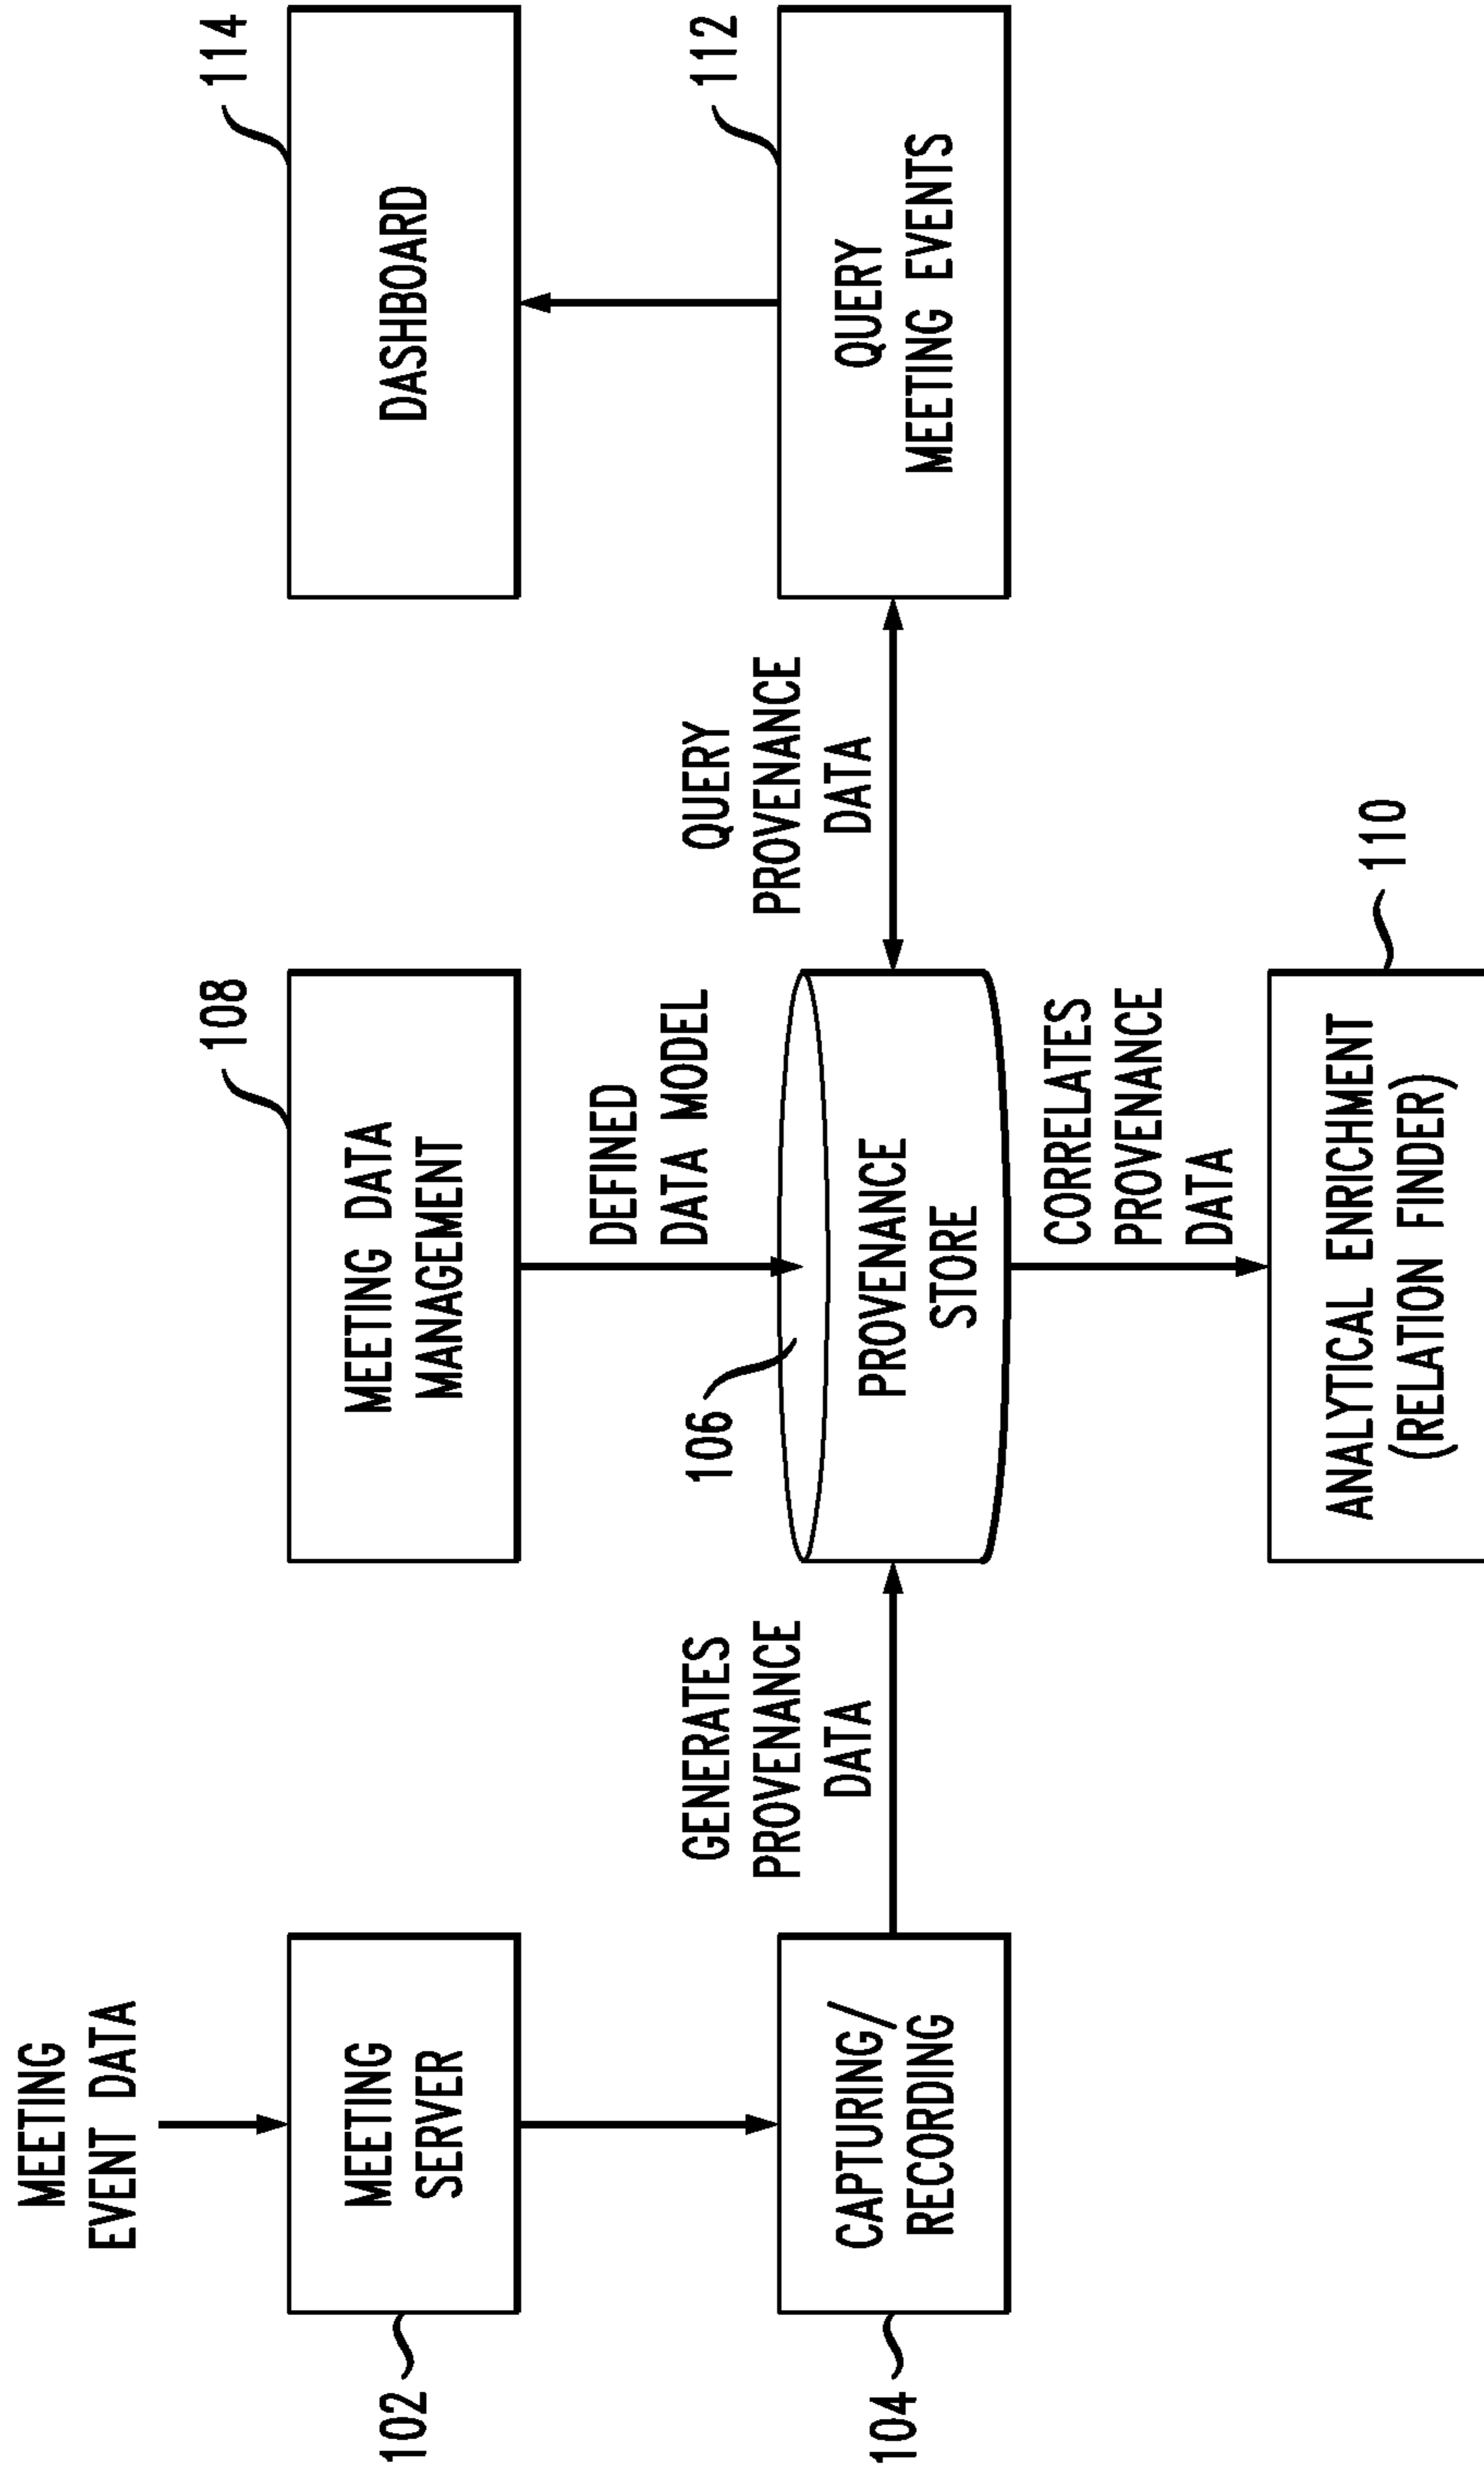 MEETING
EVENT DATA
102
MEETING
SERVER
104
CAPTURING/
RECORDING
GENERATES
PROVENANCE
DATA
108
MEETING DATA
MANAGEMENT
DEFINED
DATA MODEL
106
PROVENANCE
STORE
CORRELATES
PROVENANCE
DATA
110
ANALYTICAL ENRICHMENT
(RELATION FINDER)
QUERY
PROVENANCE
DATA
114
DASHBOARD
112
QUERY
MEETING EVENTS